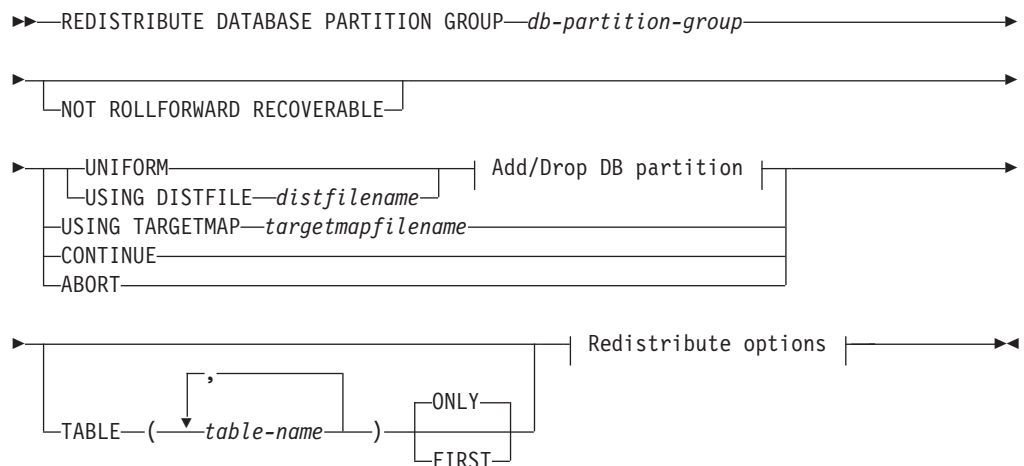 REDISTRIBUTE DATABASE PARTITION GROUP db-partition-group
NOT ROLLFORWARD RECOVERABLE
UNIFORM Add/Drop DB partition
USING DISTFILE distfilename
USING TARGETMAP targetmapfilename
CONTINUE
ABORT
Redistribute options
,
ONLY
TABLE ( table-name )
FIRST